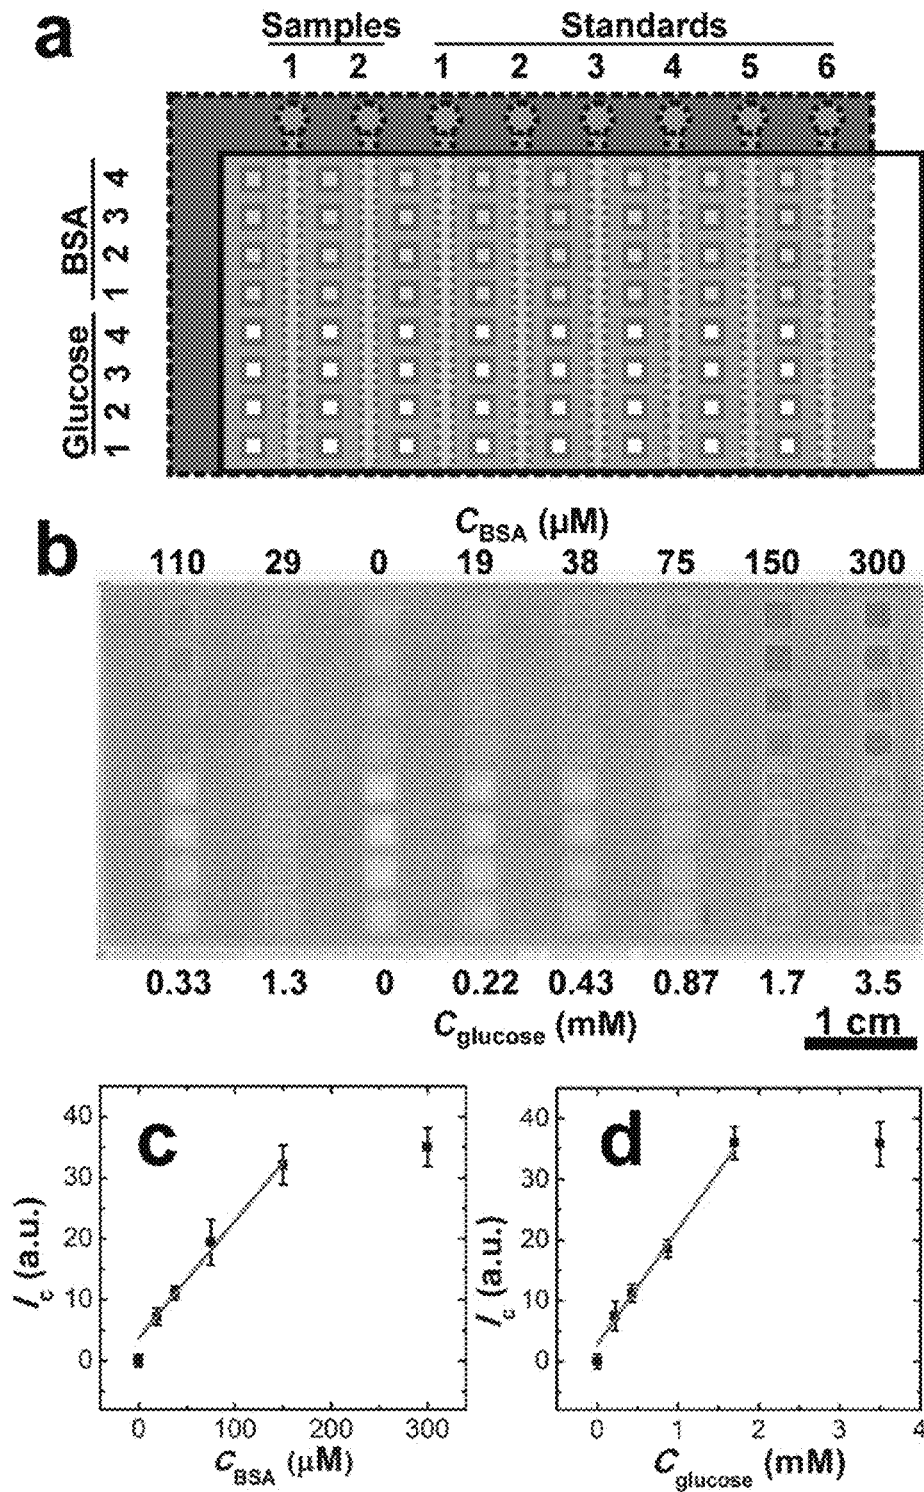 a
Samples Standards
1 2 1 2 3 4 5 6
BSA
1 2 3 4
Glucose
1 2 3 4
b
C_BSA (µM)
110 29 0 19 38 75 150 300
0.33 1.3 0 0.22 0.43 0.87 1.7 3.5
C_glucose (mM)
1 cm
c
I_c (a.u.)
40
30
20
10
0
0 100 200 300
C_BSA (µM)
d
I_c (a.u.)
40
30
20
10
0
0 1 2 3 4
C_glucose (mM)